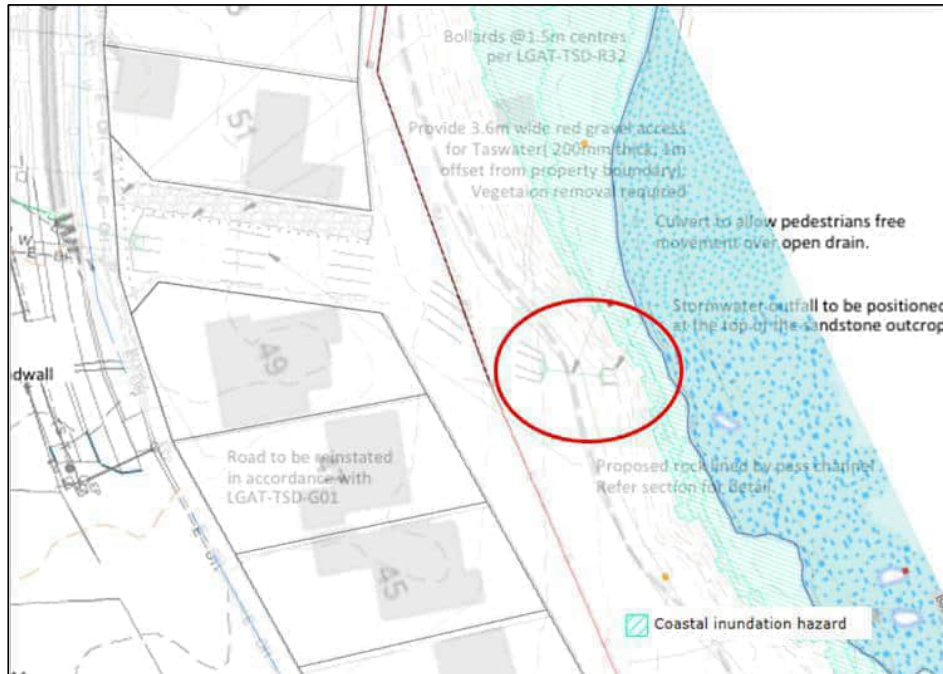 Bollards @1.5m centres
per LGAT-TSD-R32
51
Provide 3.6m wide red gravel access
for Taswater( 200mm thick, 1m
offset from property boundary).
Vegetaion removal required
Culvert to allow pedestrians free
movement over open drain.
Stormwater outfall to be positioned
at the top of the sandstone outcrop
49
dwall
47
Road to be reinstated
in accordance with
LGAT-TSD-G01
Proposed rock lined by pass channel
Refer section for detail
45
Coastal inundation hazard